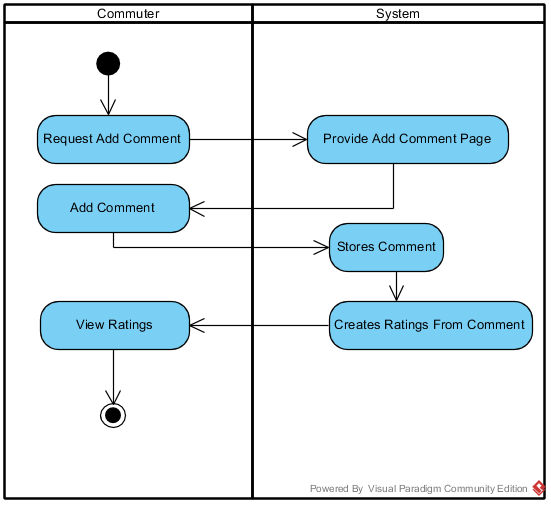 Commuter
System
Request Add Comment
Provide Add Comment Page
Add Comment
Stores Comment
View Ratings
Creates Ratings From Comment
Powered By Visual Paradigm Community Edition